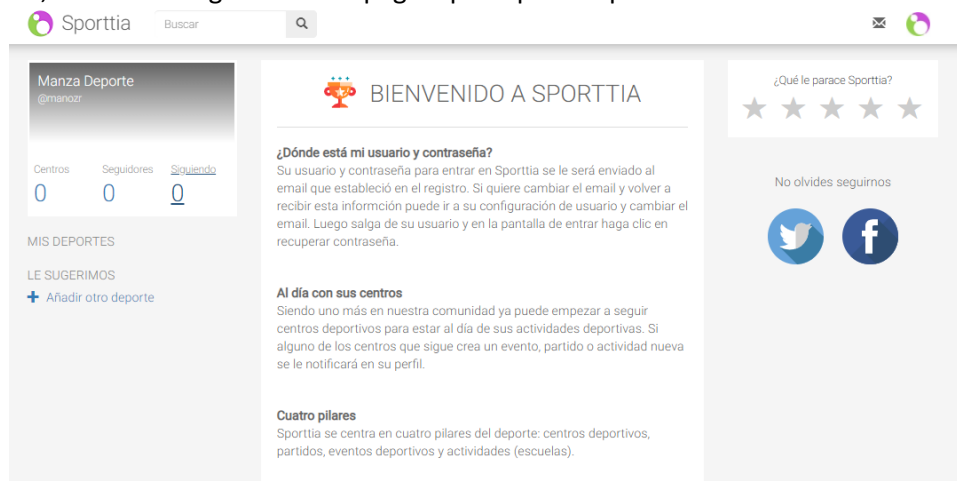 Sporttia
Buscar
Manza Deporte
@manozr
Centros
Seguidores
Siguiendo
0
0
0
MIS DEPORTES
LE SUGERIMOS
+ Añadir otro deporte
BIENVENIDO A SPORTTIA
¿Dónde está mi usuario y contraseña?
Su usuario y contraseña para entrar en Sporttia se le será enviado al
email que estableció en el registro. Si quiere cambiar el email y volver a
recibir esta informción puede ir a su configuración de usuario y cambiar el
email. Luego salga de su usuario y en la pantalla de entrar haga clic en
recuperar contraseña.
Al día con sus centros
Siendo uno más en nuestra comunidad ya puede empezar a seguir
centros deportivos para estar al día de sus actividades deportivas. Si
alguno de los centros que sigue crea un evento, partido o actividad nueva
se le notificará en su perfil.
Cuatro pilares
Sporttia se centra en cuatro pilares del deporte: centros deportivos,
partidos, eventos deportivos y actividades (escuelas).
¿Qué le parace Sporttia?
No olvides seguirnos
f